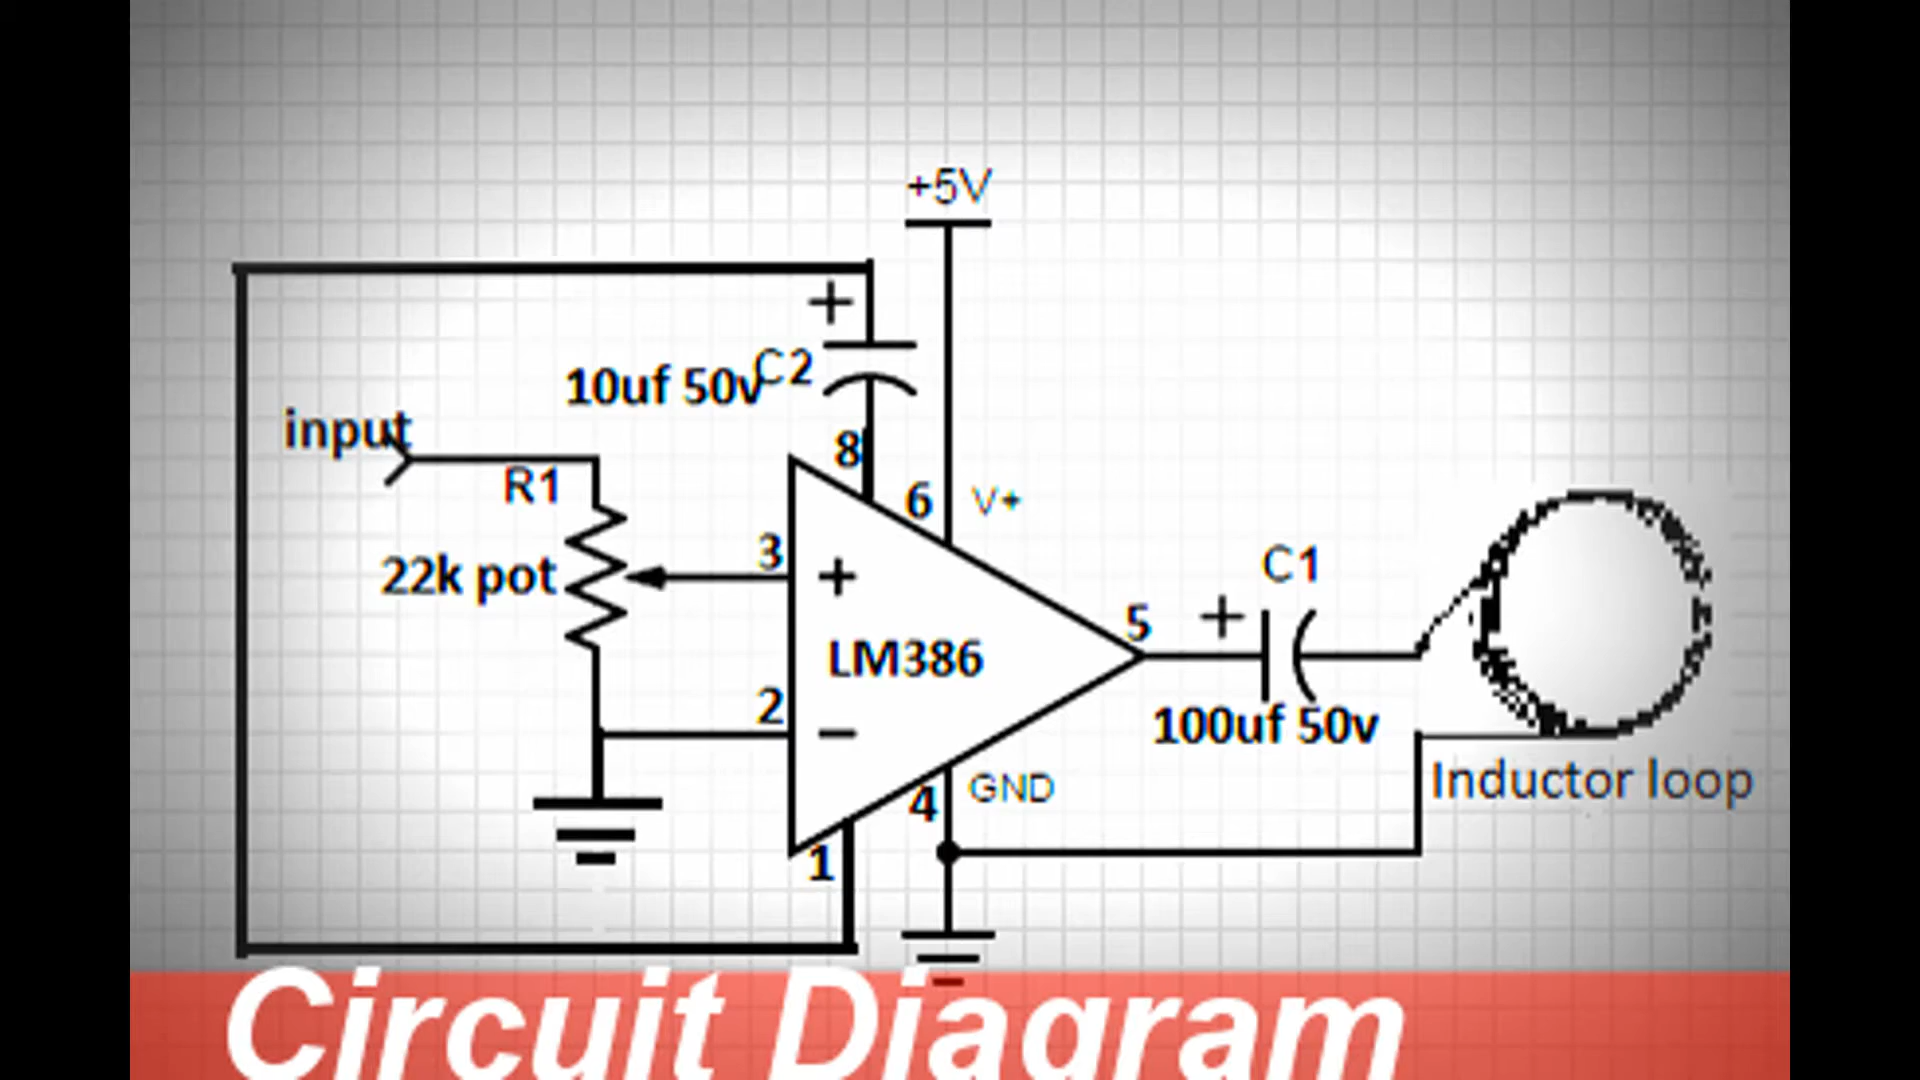 +5V
+
C2
10uf 50v
input
8
R1
6
V+
3
22k pot
+
C1
+
5
LM386
2
100uf 50v
−
GND
Inductor loop
4
1
Circuit Diagram